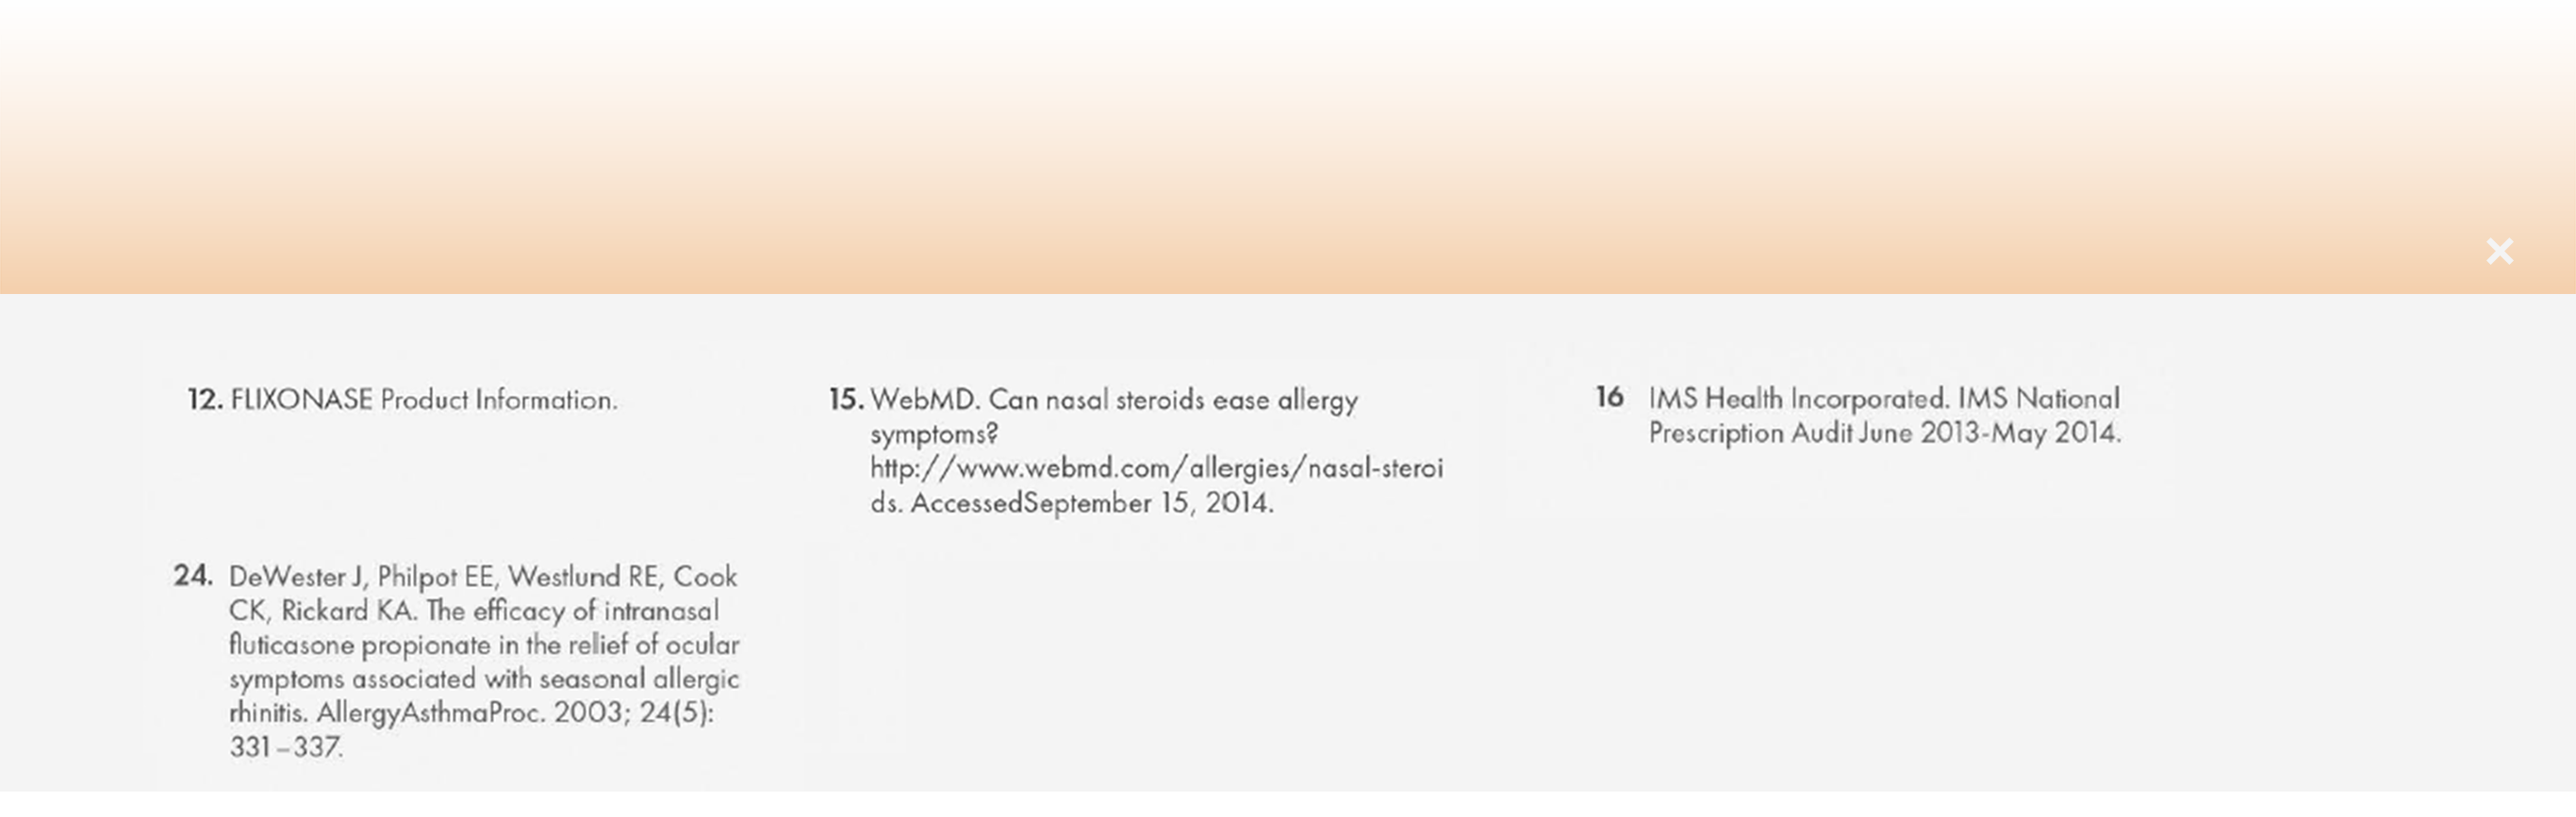 12. FLIXONASE Product Information.
15. WebMD. Can nasal steroids ease allergy
symptoms?
http://www.webmd.com/allergies/nasal-steroi
ds. AccessedSeptember 15, 2014.
16 IMS Health Incorporated. IMS National
Prescription Audit June 2013-May 2014.
24. DeWester J, Philpot EE, Westlund RE, Cook
CK, Rickard KA. The efficacy of intranasal
fluticasone propionate in the relief of ocular
symptoms associated with seasonal allergic
rhinitis. AllergyAsthmaProc. 2003; 24(5):
331–337.